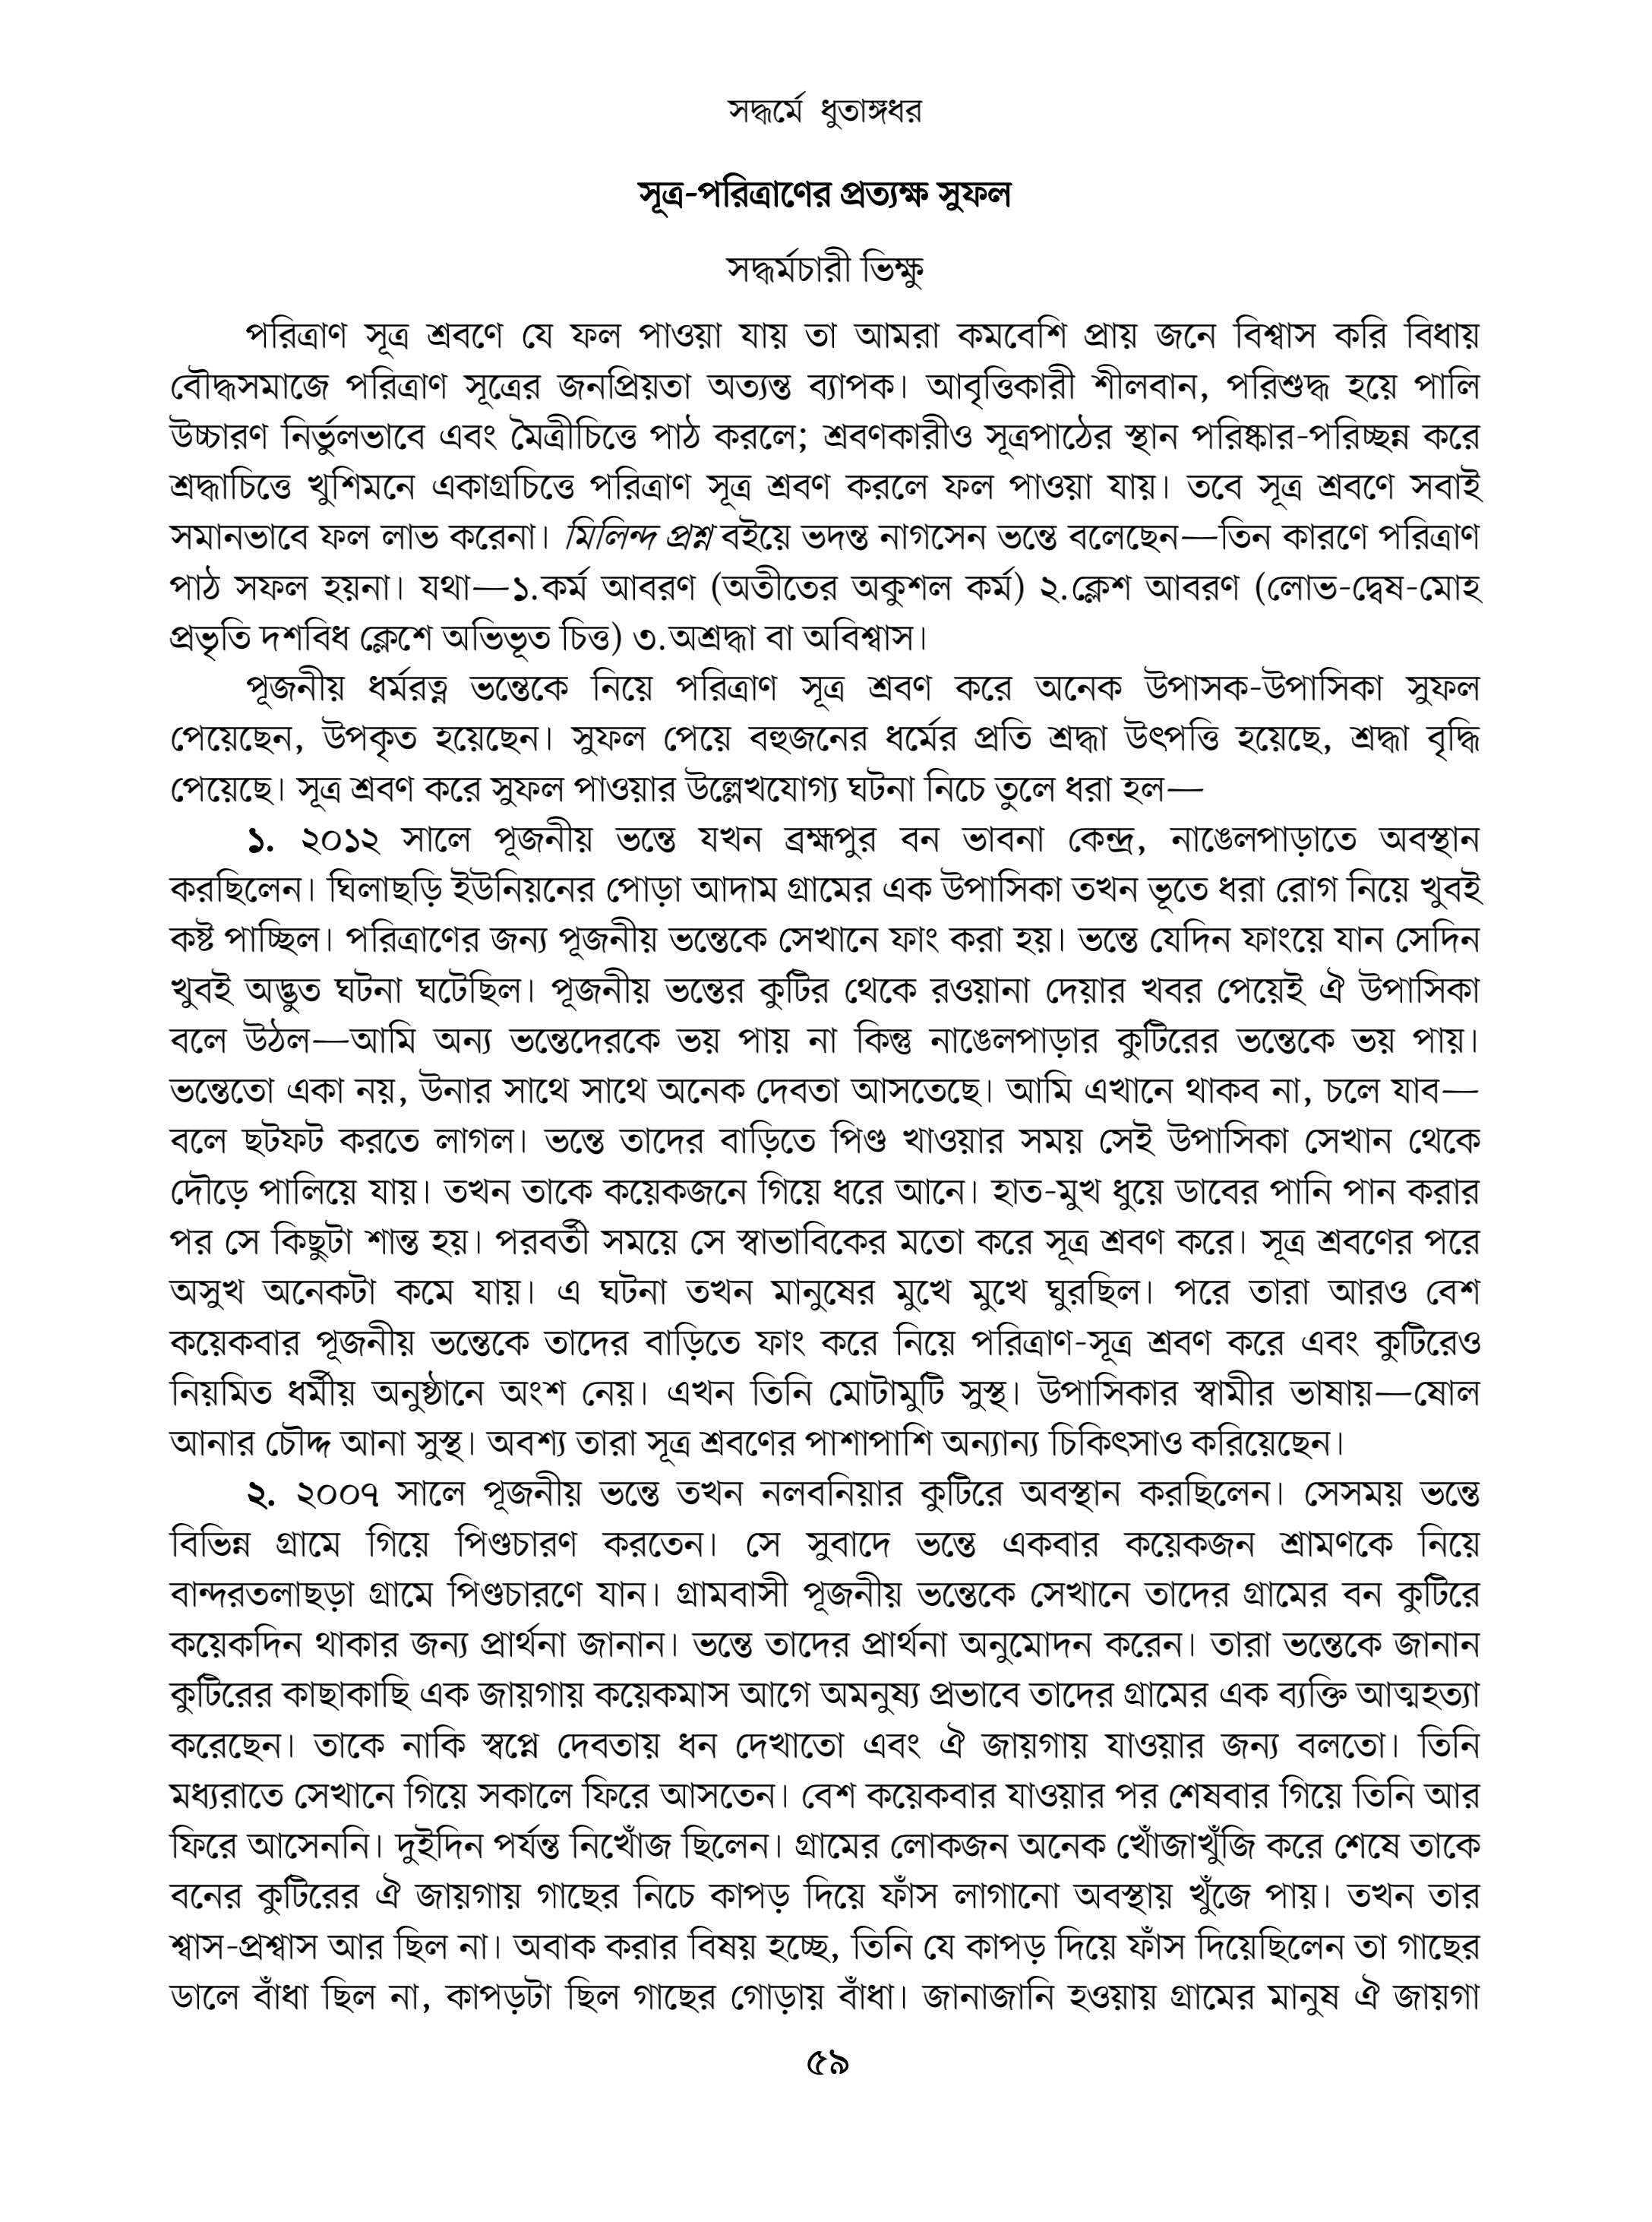 সদ্ধর্মে ধুতাঙ্গধর
সূত্র-পরিত্রাণের প্রত্যক্ষ সুফল
সদ্ধর্মচারী ভিক্ষু
পরিত্রাণ সূত্র শ্রবণে যে ফল পাওয়া যায় তা আমরা কমবেশি প্রায় জনে বিশ্বাস করি বিধায়
বৌদ্ধসমাজে পরিত্রাণ সূত্রের জনপ্রিয়তা অত্যন্ত ব্যাপক। আবৃত্তিকারী শীলবান, পরিশুদ্ধ হয়ে পালি
উচ্চারণ নির্ভুলভাবে এবং মৈত্রীচিত্তে পাঠ করলে; শ্রবণকারীও সূত্রপাঠের স্থান পরিষ্কার-পরিচ্ছন্ন করে
শ্রদ্ধাচিত্তে খুশিমনে একাগ্রচিত্তে পরিত্রাণ সূত্র শ্রবণ করলে ফল পাওয়া যায়। তবে সূত্র শ্রবণে সবাই
সমানভাবে ফল লাভ করেনা। মিলিন্দ প্রশ্ন বইয়ে ভদন্ত নাগসেন ভন্তে বলেছেন—তিন কারণে পরিত্রাণ
পাঠ সফল হয়না। যথা—১.কর্ম আবরণ (অতীতের অকুশল কর্ম) ২.ক্লেশ আবরণ (লোভ-দ্বেষ-মোহ
প্রভৃতি দশবিধ ক্লেশে অভিভূত চিত্ত) ৩.অশ্রদ্ধা বা অবিশ্বাস।
পূজনীয় ধর্মরত্ন ভন্তেকে নিয়ে পরিত্রাণ সূত্র শ্রবণ করে অনেক উপাসক-উপাসিকা সুফল
পেয়েছেন, উপকৃত হয়েছেন। সুফল পেয়ে বহুজনের ধর্মের প্রতি শ্রদ্ধা উৎপত্তি হয়েছে, শ্রদ্ধা বৃদ্ধি
পেয়েছে। সূত্র শ্রবণ করে সুফল পাওয়ার উল্লেখযোগ্য ঘটনা নিচে তুলে ধরা হল—
১. ২০১২ সালে পূজনীয় ভন্তে যখন ব্রহ্মপুর বন ভাবনা কেন্দ্র, নাঙেলপাড়াতে অবস্থান
করছিলেন। ঘিলাছড়ি ইউনিয়নের পোড়া আদাম গ্রামের এক উপাসিকা তখন ভূতে ধরা রোগ নিয়ে খুবই
কষ্ট পাচ্ছিল। পরিত্রাণের জন্য পূজনীয় ভন্তেকে সেখানে ফাং করা হয়। ভন্তে যেদিন ফাংয়ে যান সেদিন
খুবই অদ্ভুত ঘটনা ঘটেছিল। পূজনীয় ভন্তের কুটির থেকে রওয়ানা দেয়ার খবর পেয়েই ঐ উপাসিকা
বলে উঠল—আমি অন্য ভন্তেদেরকে ভয় পায় না কিন্তু নাঙেলপাড়ার কুটিরের ভন্তেকে ভয় পায়।
ভন্তেতো একা নয়, উনার সাথে সাথে অনেক দেবতা আসতেছে। আমি এখানে থাকব না, চলে যাব—
বলে ছটফট করতে লাগল। ভন্তে তাদের বাড়িতে পিণ্ড খাওয়ার সময় সেই উপাসিকা সেখান থেকে
দৌড়ে পালিয়ে যায়। তখন তাকে কয়েকজনে গিয়ে ধরে আনে। হাত-মুখ ধুয়ে ডাবের পানি পান করার
পর সে কিছুটা শান্ত হয়। পরবর্তী সময়ে সে স্বাভাবিকের মতো করে সূত্র শ্রবণ করে। সূত্র শ্রবণের পরে
অসুখ অনেকটা কমে যায়। এ ঘটনা তখন মানুষের মুখে মুখে ঘুরছিল। পরে তারা আরও বেশ
কয়েকবার পূজনীয় ভন্তেকে তাদের বাড়িতে ফাং করে নিয়ে পরিত্রাণ-সূত্র শ্রবণ করে এবং কুটিরেও
নিয়মিত ধর্মীয় অনুষ্ঠানে অংশ নেয়। এখন তিনি মোটামুটি সুস্থ। উপাসিকার স্বামীর ভাষায়—ষোল
আনার চৌদ্দ আনা সুস্থ। অবশ্য তারা সূত্র শ্রবণের পাশাপাশি অন্যান্য চিকিৎসাও করিয়েছেন।
২. ২০০৭ সালে পূজনীয় ভন্তে তখন নলবনিয়ার কুটিরে অবস্থান করছিলেন। সেসময় ভন্তে
বিভিন্ন গ্রামে গিয়ে পিণ্ডচারণ করতেন। সে সুবাদে ভন্তে একবার কয়েকজন শ্রামণকে নিয়ে
বান্দরতলাছড়া গ্রামে পিণ্ডচারণে যান। গ্রামবাসী পূজনীয় ভন্তেকে সেখানে তাদের গ্রামের বন কুটিরে
কয়েকদিন থাকার জন্য প্রার্থনা জানান। ভন্তে তাদের প্রার্থনা অনুমোদন করেন। তারা ভন্তেকে জানান
কুটিরের কাছাকাছি এক জায়গায় কয়েকমাস আগে অমনুষ্য প্রভাবে তাদের গ্রামের এক ব্যক্তি আত্মহত্যা
করেছেন। তাকে নাকি স্বপ্নে দেবতায় ধন দেখাতো এবং ঐ জায়গায় যাওয়ার জন্য বলতো। তিনি
মধ্যরাতে সেখানে গিয়ে সকালে ফিরে আসতেন। বেশ কয়েকবার যাওয়ার পর শেষবার গিয়ে তিনি আর
ফিরে আসেননি। দুইদিন পর্যন্ত নিখোঁজ ছিলেন। গ্রামের লোকজন অনেক খোঁজাখুঁজি করে শেষে তাকে
বনের কুটিরের ঐ জায়গায় গাছের নিচে কাপড় দিয়ে ফাঁস লাগানো অবস্থায় খুঁজে পায়। তখন তার
শ্বাস-প্রশ্বাস আর ছিল না। অবাক করার বিষয় হচ্ছে, তিনি যে কাপড় দিয়ে ফাঁস দিয়েছিলেন তা গাছের
ডালে বাঁধা ছিল না, কাপড়টা ছিল গাছের গোড়ায় বাঁধা। জানাজানি হওয়ায় গ্রামের মানুষ ঐ জায়গা
৫৯